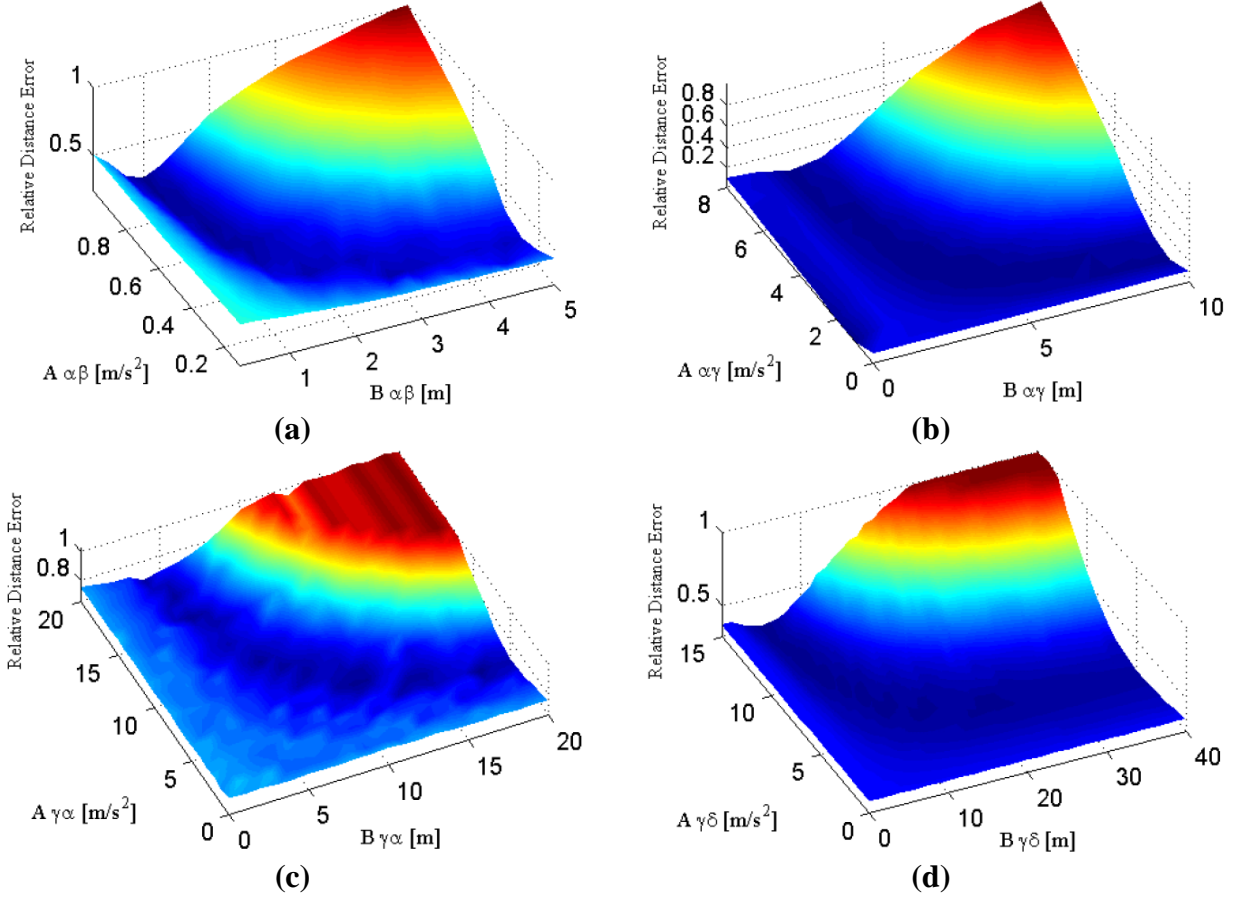 Relative Distance Error
1
0.5
0.8
0.6
0.4
0.2
A αβ [m/s²]
1
2
3
4
5
B αβ [m]
(a)
Relative Distance Error
0.8
0.6
0.4
0.2
8
6
4
2
0
A αγ [m/s²]
0
5
10
B αγ [m]
(b)
Relative Distance Error
1
0.8
20
15
10
5
0
A γα [m/s²]
0
5
10
15
20
B γα [m]
(c)
Relative Distance Error
1
0.5
15
10
5
0
A γδ [m/s²]
0
10
20
30
40
B γδ [m]
(d)